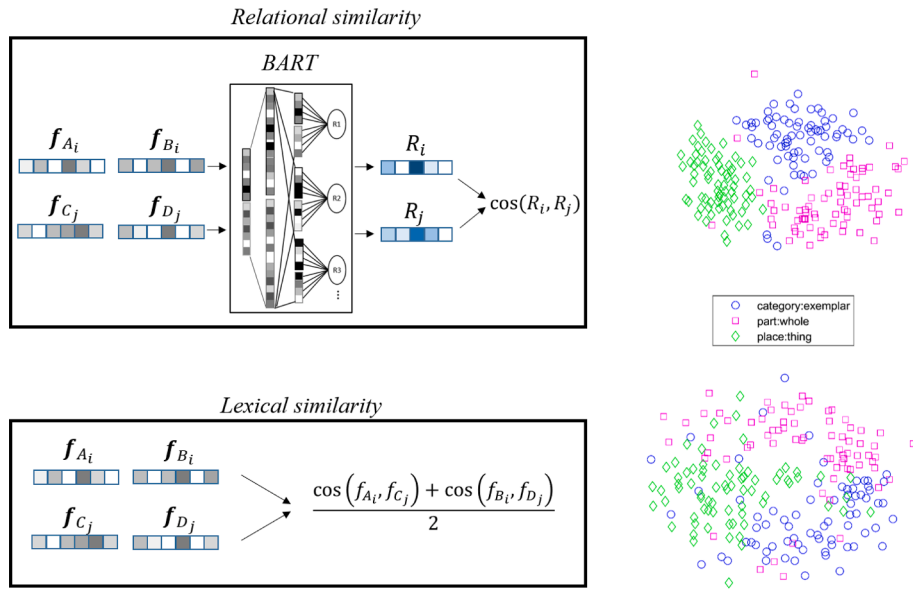 Relational similarity
BART
f_{A_i} f_{B_i}
f_{C_j} f_{D_j}
R1
R2
R3
⋮
R_i
R_j
cos(R_i, R_j)
category:exemplar
part:whole
place:thing
Lexical similarity
f_{A_i} f_{B_i}
f_{C_j} f_{D_j}
cos(f_{A_i}, f_{C_j}) + cos(f_{B_i}, f_{D_j})
2